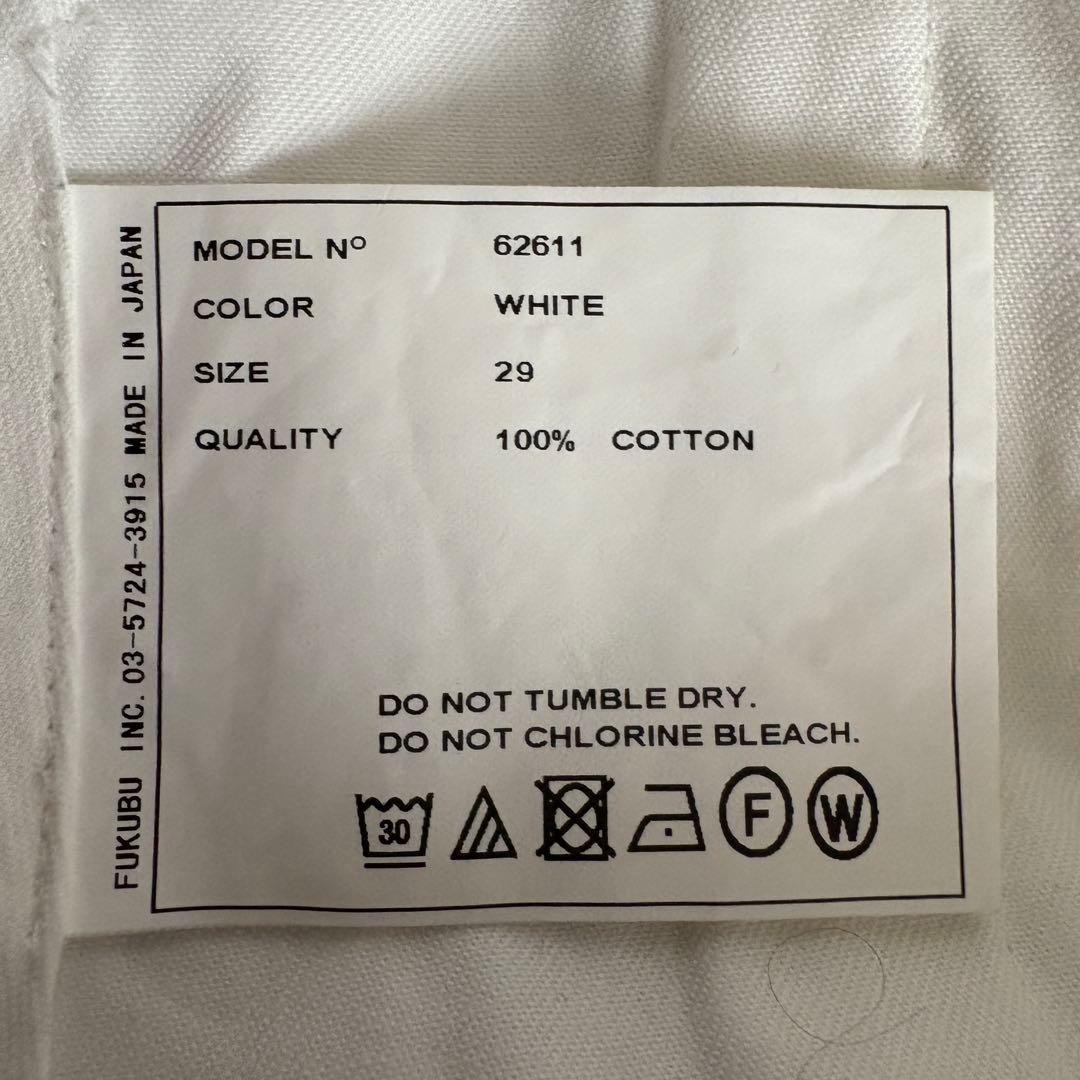 MODEL Nº 62611
COLOR WHITE
SIZE 29
QUALITY 100% COTTON
DO NOT TUMBLE DRY.
DO NOT CHLORINE BLEACH.
30 F W
FUKUBU INC. 03-5724-3915 MADE IN JAPAN